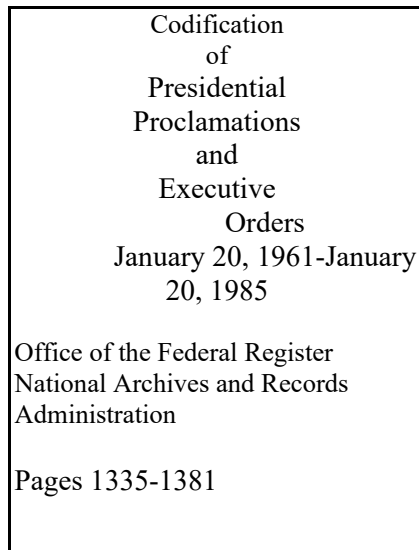 Codification
of
Presidential
Proclamations
and
Executive
Orders
January 20, 1961-January
20, 1985
Office of the Federal Register
National Archives and Records
Administration
Pages 1335-1381